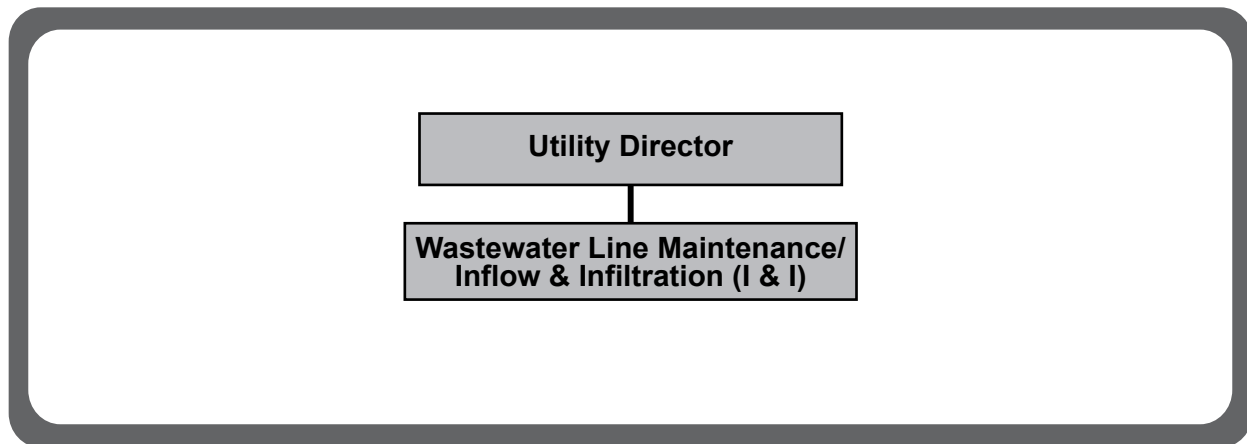 Utility Director
Wastewater Line Maintenance/
Inflow & Infiltration (I & I)